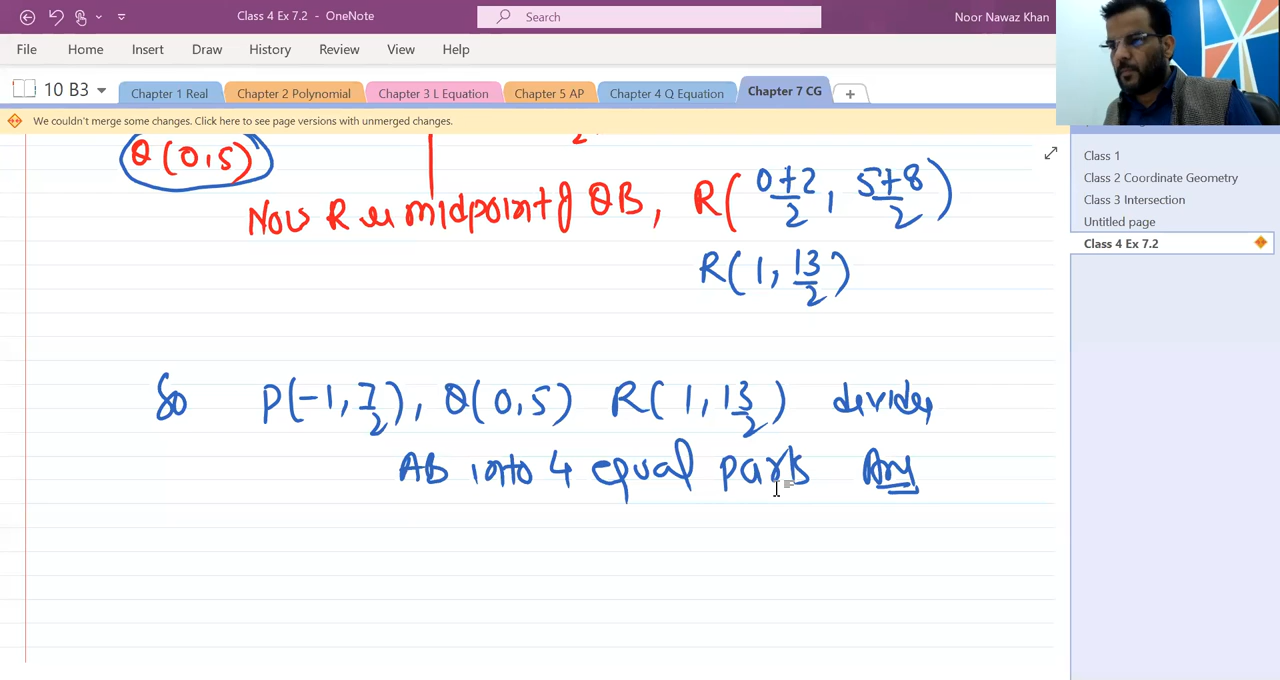 Class 4 Ex 7.2 - OneNote
Search
Noor Nawaz Khan
File Home Insert Draw History Review View Help
10 B3
Chapter 1 Real
Chapter 2 Polynomial
Chapter 3 L Equation
Chapter 5 AP
Chapter 4 Q Equation
Chapter 7 CG
We couldn't merge some changes. Click here to see page versions with unmerged changes.
Class 1
Class 2 Coordinate Geometry
Class 3 Intersection
Untitled page
Class 4 Ex 7.2
Q(0,5)
2
Now R is midpoint of QB, R(0+2/2, 5+8/2)
R(1, 13/2)
So P(-1, 7/2), Q(0,5) R(1, 13/2) divides
AB into 4 equal parts Ans